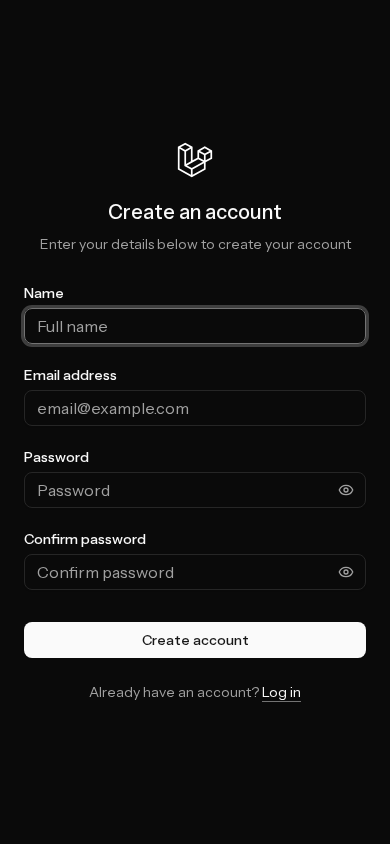 Create an account
Enter your details below to create your account
Name
Full name
Email address
email@example.com
Password
Password
Confirm password
Confirm password
Create account
Already have an account? Log in